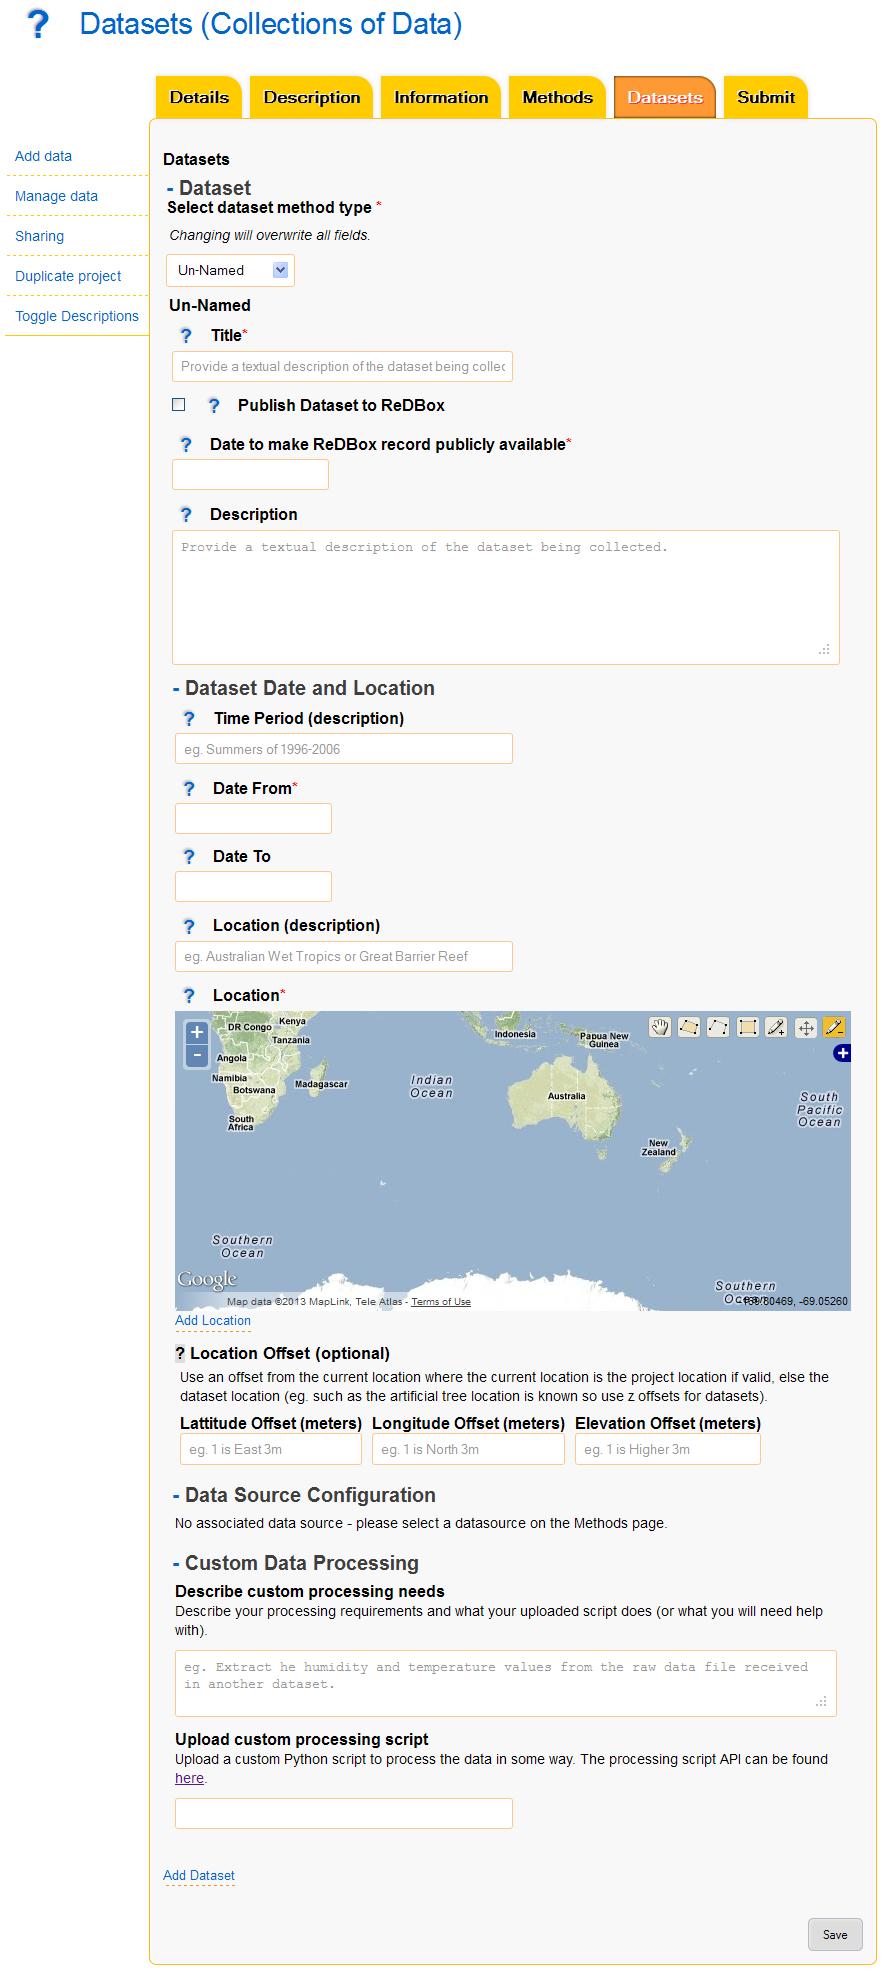 ? Datasets (Collections of Data)
Details Description Information Methods Datasets Submit
Add data
Manage data
Sharing
Duplicate project
Toggle Descriptions
Datasets
- Dataset
Select dataset method type *
Changing will overwrite all fields.
Un-Named
Un-Named
? Title*
Provide a textual description of the dataset being collec
? Publish Dataset to ReDBox
? Date to make ReDBox record publicly available*
? Description
Provide a textual description of the dataset being collected.
- Dataset Date and Location
? Time Period (description)
eg. Summers of 1996-2006
? Date From*
? Date To
? Location (description)
eg. Australian Wet Tropics or Great Barrier Reef
? Location*
+
-
DR Congo
Kenya
Tanzania
Angola
Namibia
Botswana
Madagascar
South
Africa
Indian
Ocean
Indonesia
Papua New
Guinea
Australia
New
Zealand
South
Pacific
Ocean
Southern
Ocean
Southern
Google
Map data ©2013 MapLink, Tele Atlas - Terms of Use
-69.05260
Add Location
? Location Offset (optional)
Use an offset from the current location where the current location is the project location if valid, else the
dataset location (eg. such as the artificial tree location is known so use z offsets for datasets).
Lattitude Offset (meters) Longitude Offset (meters) Elevation Offset (meters)
eg. 1 is East 3m eg. 1 is North 3m eg. 1 is Higher 3m
- Data Source Configuration
No associated data source - please select a datasource on the Methods page.
- Custom Data Processing
Describe custom processing needs
Describe your processing requirements and what your uploaded script does (or what you will need help
with).
eg. Extract he humidity and temperature values from the raw data file received
in another dataset.
Upload custom processing script
Upload a custom Python script to process the data in some way. The processing script API can be found
here.
Add Dataset
Save